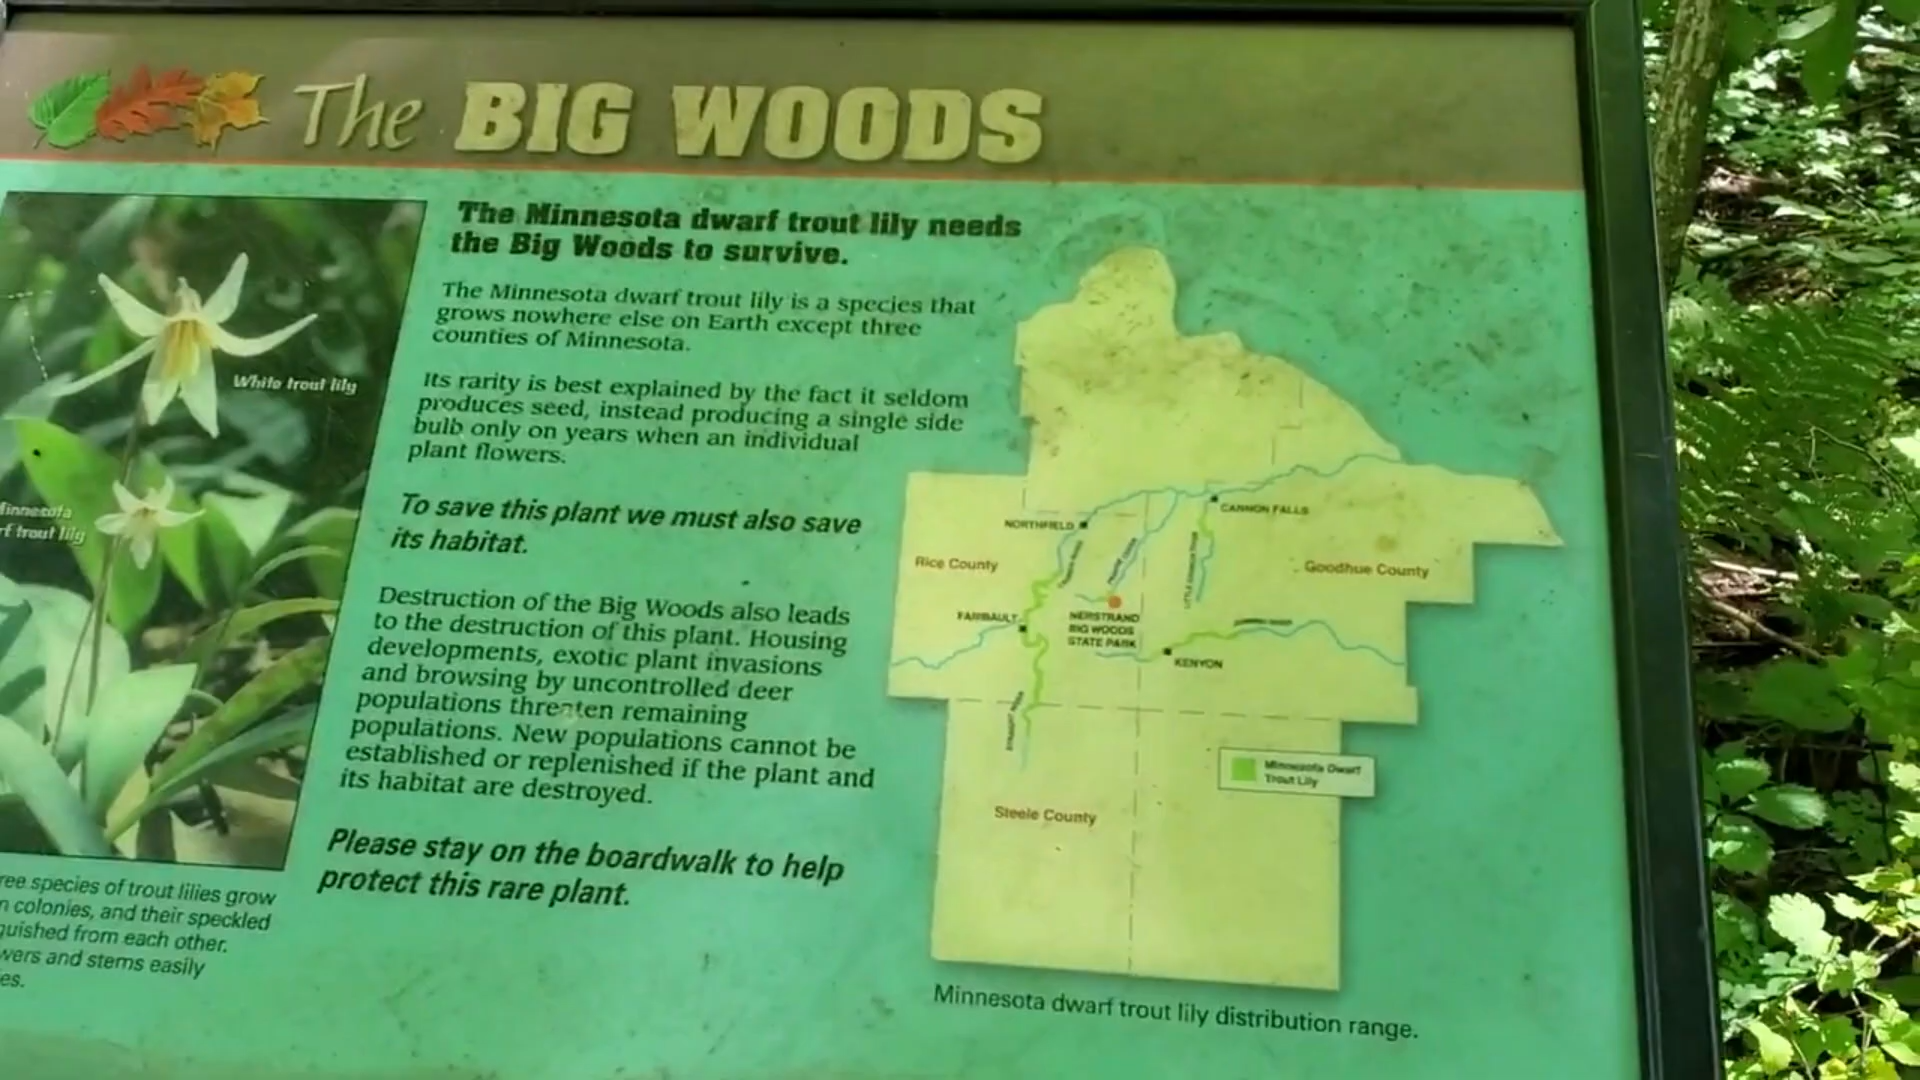 The BIG WOODS
The Minnesota dwarf trout lily needs
the Big Woods to survive.
The Minnesota dwarf trout lily is a species that
grows nowhere else on Earth except three
counties of Minnesota.
Its rarity is best explained by the fact it seldom
produces seed, instead producing a single side
bulb only on years when an individual
plant flowers.
To save this plant we must also save
its habitat.
Destruction of the Big Woods also leads
to the destruction of this plant. Housing
developments, exotic plant invasions
and browsing by uncontrolled deer
populations threaten remaining
populations. New populations cannot be
established or replenished if the plant and
its habitat are destroyed.
Please stay on the boardwalk to help
protect this rare plant.
White trout lily
Minnesota
rf trout lily
ree species of trout lilies grow
n colonies, and their speckled
guished from each other.
wers and stems easily
es.
NORTHFIELD
CANNON FALLS
Rice County
Goodhue County
FARIBAULT
NERSTRAND
BIG WOODS
STATE PARK
KENYON
STRAIGHT RIVER
Minnesota Dwarf
Trout Lily
Steele County
Minnesota dwarf trout lily distribution range.